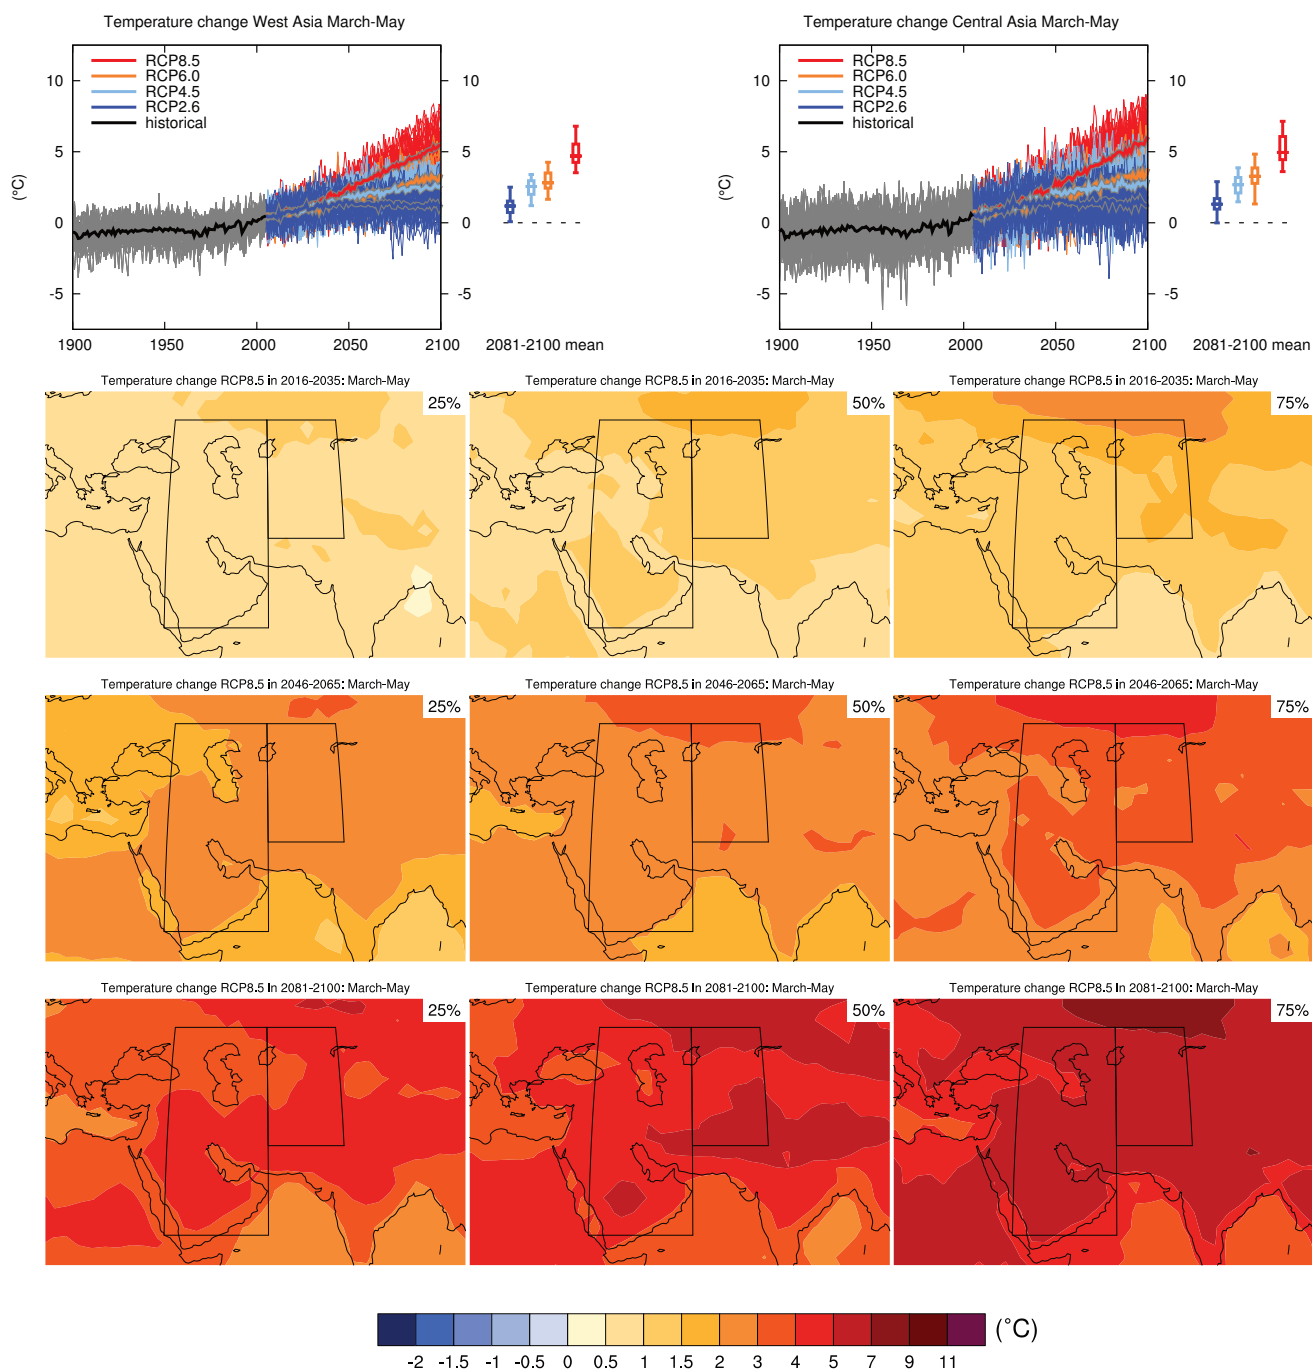 Temperature change West Asia March-May
Temperature change Central Asia March-May
RCP8.5
RCP6.0
RCP4.5
RCP2.6
historical
(°C)
10
5
0
-5
10
5
0
-5
1900
1950
2000
2050
2100
2081-2100 mean
RCP8.5
RCP6.0
RCP4.5
RCP2.6
historical
(°C)
10
5
0
-5
10
5
0
-5
1900
1950
2000
2050
2100
2081-2100 mean
Temperature change RCP8.5 in 2016-2035: March-May
25%
Temperature change RCP8.5 in 2016-2035: March-May
50%
Temperature change RCP8.5 in 2016-2035: March-May
75%
Temperature change RCP8.5 in 2046-2065: March-May
25%
Temperature change RCP8.5 in 2046-2065: March-May
50%
Temperature change RCP8.5 in 2046-2065: March-May
75%
Temperature change RCP8.5 in 2081-2100: March-May
25%
Temperature change RCP8.5 in 2081-2100: March-May
50%
Temperature change RCP8.5 in 2081-2100: March-May
75%
(°C)
-2 -1.5 -1 -0.5 0 0.5 1 1.5 2 3 4 5 7 9 11